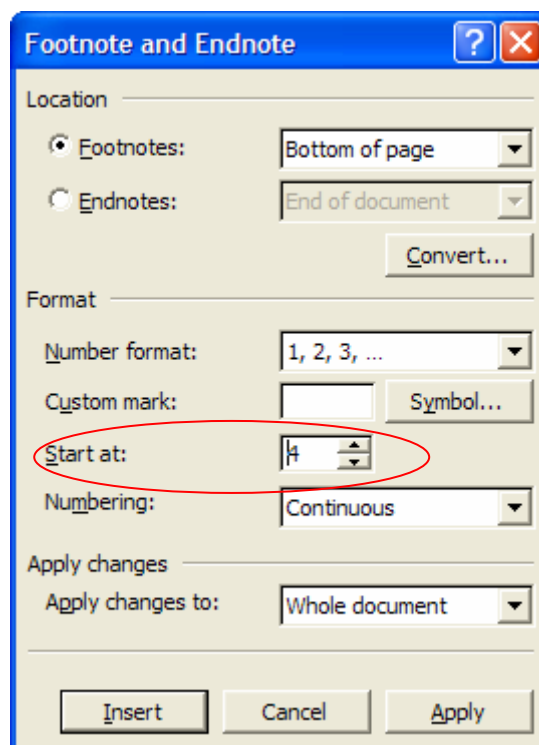 Footnote and Endnote ?
Location
Footnotes: Bottom of page
Endnotes: End of document
Convert...
Format
Number format: 1, 2, 3, ...
Custom mark: Symbol...
Start at: 4
Numbering: Continuous
Apply changes
Apply changes to: Whole document
Insert Cancel Apply